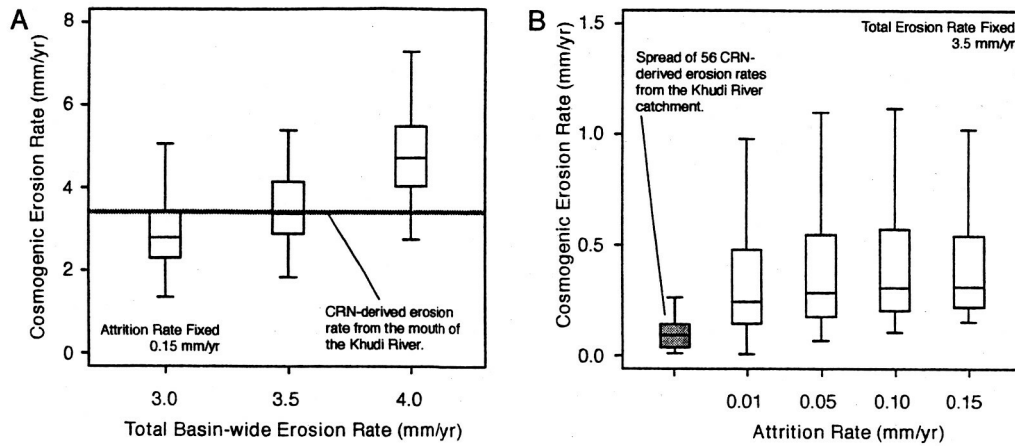 A
Cosmogenic Erosion Rate (mm/yr)
8
6
4
2
0
Attrition Rate Fixed
0.15 mm/yr
CRN-derived erosion
rate from the mouth of
the Khudi River.
3.0 3.5 4.0
Total Basin-wide Erosion Rate (mm/yr)
B
Cosmogenic Erosion Rate (mm/yr)
1.5
1.0
0.5
0.0
Total Erosion Rate Fixed
3.5 mm/yr
Spread of 56 CRN-
derived erosion rates
from the Khudi River
catchment.
0.01 0.05 0.10 0.15
Attrition Rate (mm/yr)